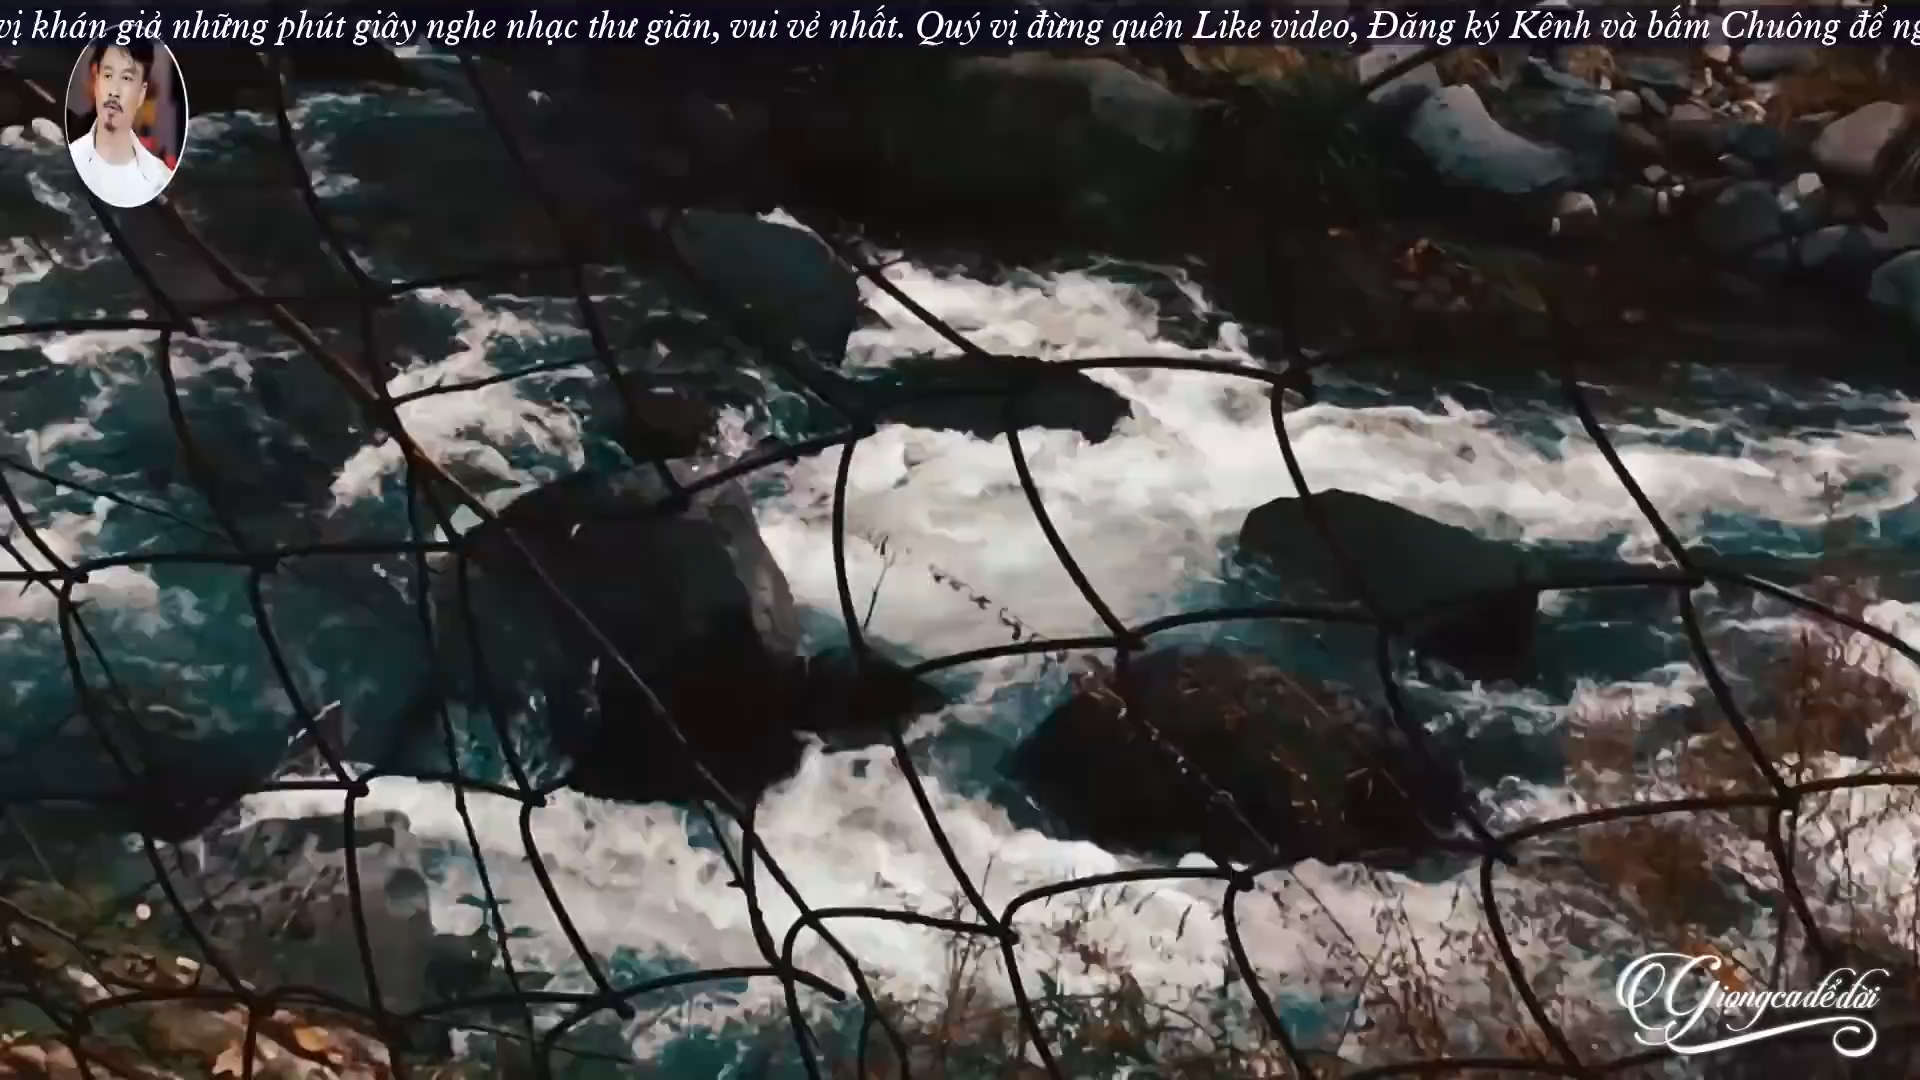 vị khán giả những phút giây nghe nhạc thư giãn, vui vẻ nhất. Quý vị đừng quên Like video, Đăng ký Kênh và bấm Chuông để ng
Giọngcađểđời